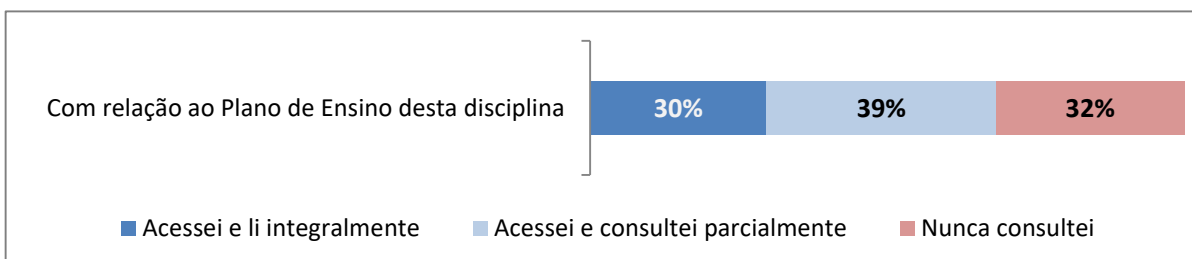 Com relação ao Plano de Ensino desta disciplina 30% 39% 32%
Acessei e li integralmente Acessei e consultei parcialmente Nunca consultei